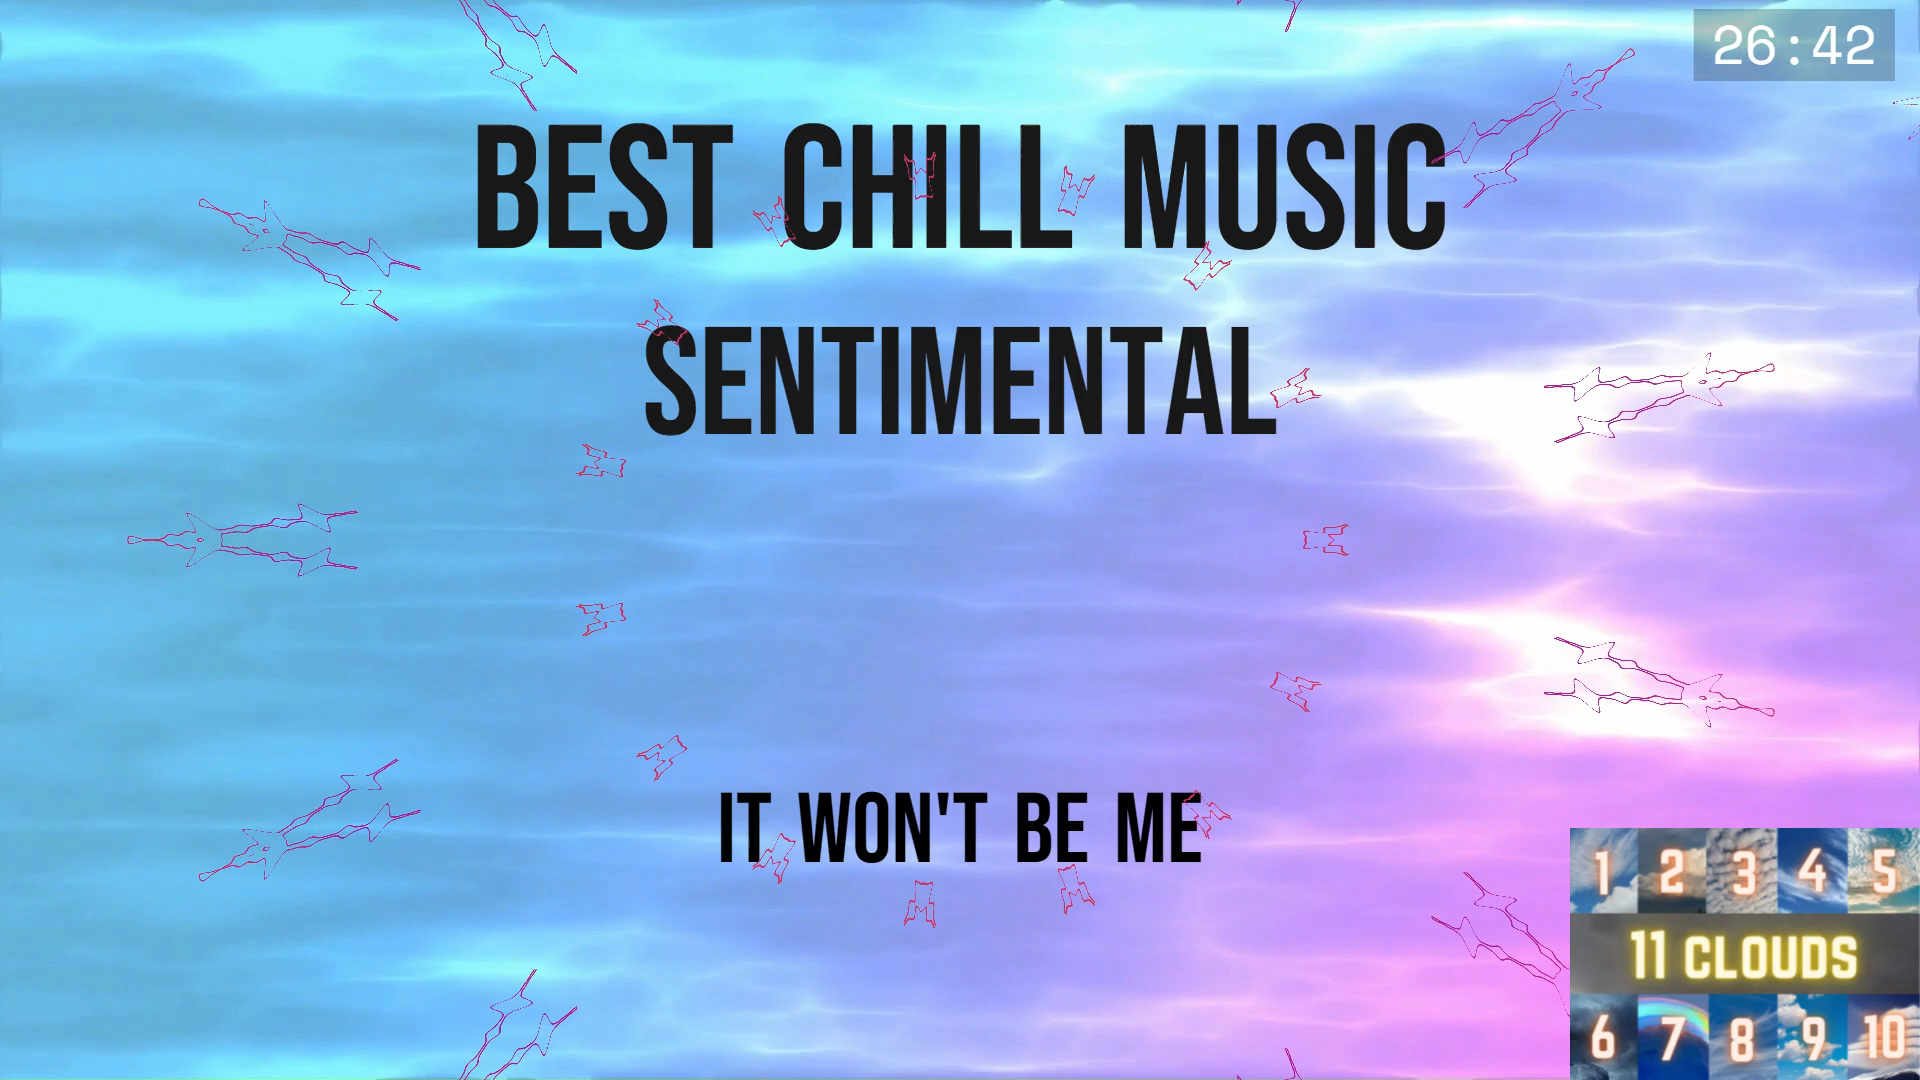 26:42
BEST CHILL MUSIC
SENTIMENTAL
IT WON'T BE ME
1 2 3 4 5
11 CLOUDS
6 7 8 9 10